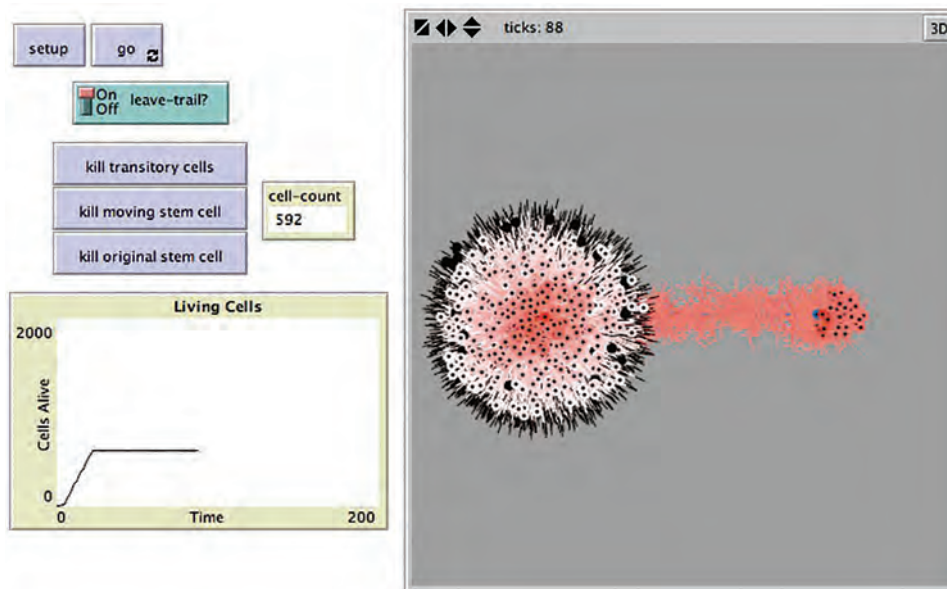 setup
go
ticks: 88
3D
On
Off
leave-trail?
kill transitory cells
kill moving stem cell
kill original stem cell
cell-count
592
Living Cells
2000
Cells Alive
0
0
Time
200